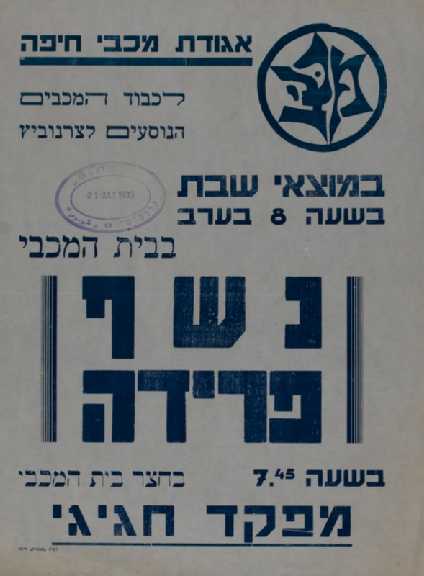 אגודת מכבי חיפה
לכבוד המכבים
הנוסעים לצרנוביץ
במוצאי שבת
בשעה 8 בערב
בבית המכבי
נשף
פרידה
בשעה 7.45 בחצר בית המכבי
מפקד חגיגי